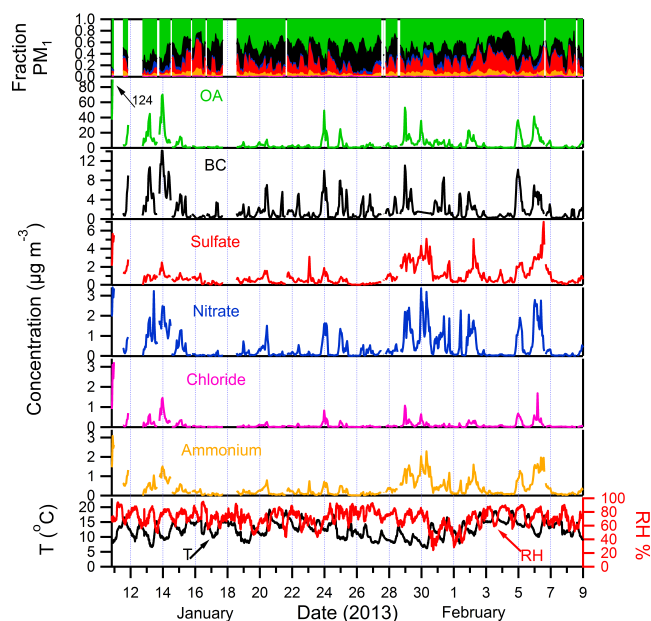 Fraction
PM1
1.0
0.8
0.6
0.4
0.2
0.0
124
OA
80
60
40
20
0
BC
12
8
4
0
Sulfate
6
4
2
0
Concentration (µg m-3)
Nitrate
3
2
1
0
Chloride
3
2
1
0
Ammonium
3
2
1
0
T (oC)
20
15
10
5
0
T
RH
100
80
60
40
20
0
RH %
12 14 16 18 20 22 24 26 28 30 1 3 5 7 9
January Date (2013) February